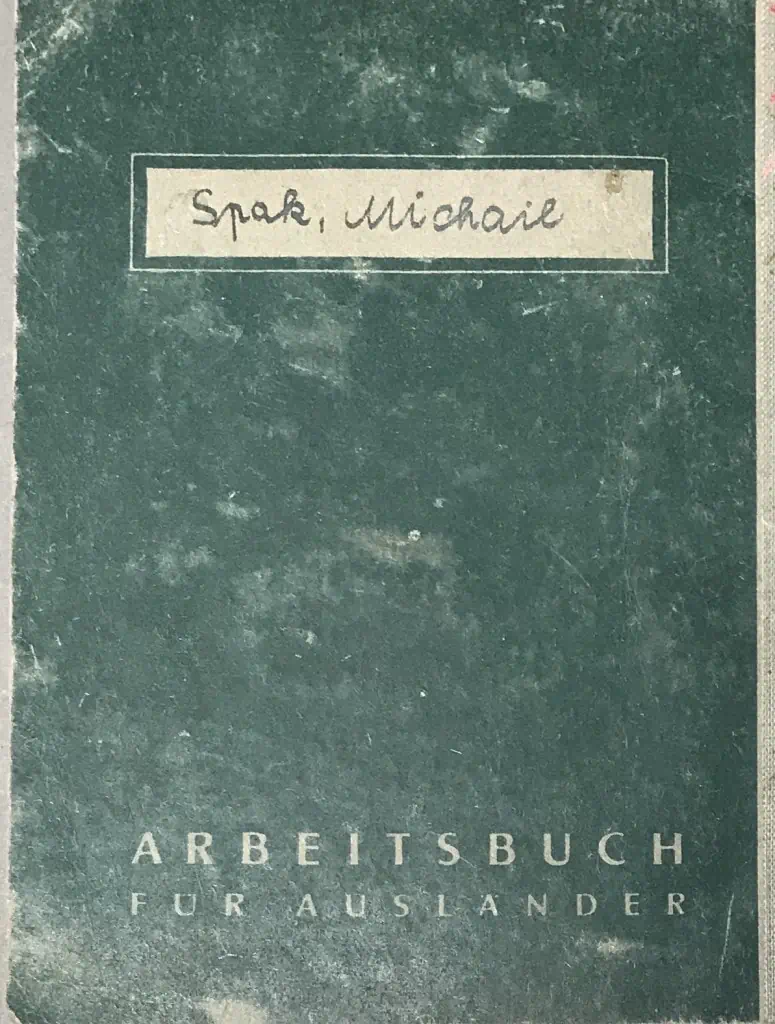 Spak, Michail
ARBEITSBUCH
FÜR AUSLÄNDER